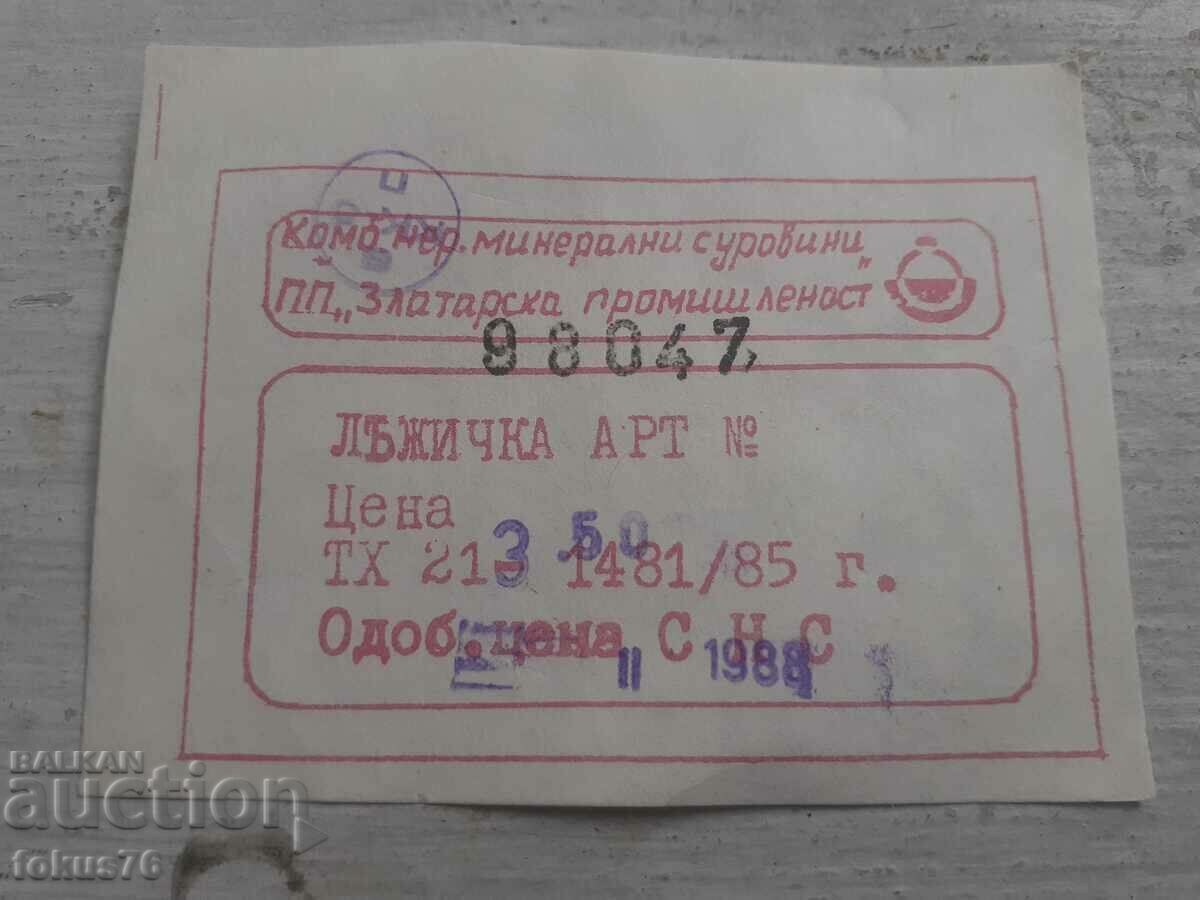 Комб. нер. минерални суровини"
ПП „Златарска промишленост
98047
ЛЪЖИЧКА АРТ №
Цена
3.50
ТХ 21 1481/85 г.
Одоб.цена С Н С
II 1988
BALKAN
auction
fokus76